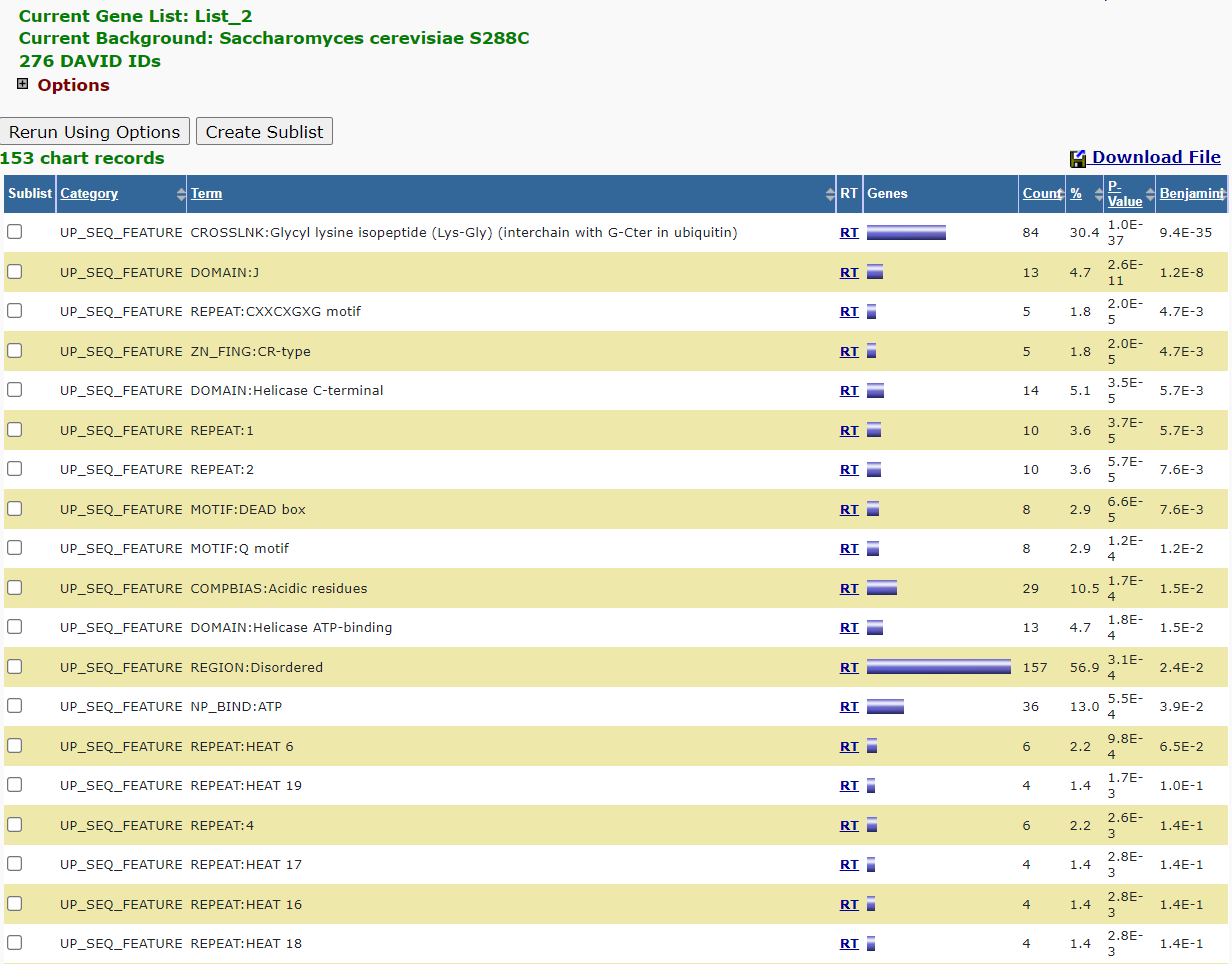 Current Gene List: List_2
Current Background: Saccharomyces cerevisiae S288C
276 DAVID IDs
Options
Rerun Using Options Create Sublist
153 chart records Download File
Sublist Category Term RT Genes Count % P-Value Benjamini
UP_SEQ_FEATURE CROSSLNK:Glycyl lysine isopeptide (Lys-Gly) (interchain with G-Cter in ubiquitin) RT 84 30.4 1.0E-37 9.4E-35
UP_SEQ_FEATURE DOMAIN:J RT 13 4.7 2.6E-11 1.2E-8
UP_SEQ_FEATURE REPEAT:CXXCXGXG motif RT 5 1.8 2.0E-5 4.7E-3
UP_SEQ_FEATURE ZN_FING:CR-type RT 5 1.8 2.0E-5 4.7E-3
UP_SEQ_FEATURE DOMAIN:Helicase C-terminal RT 14 5.1 3.5E-5 5.7E-3
UP_SEQ_FEATURE REPEAT:1 RT 10 3.6 3.7E-5 5.7E-3
UP_SEQ_FEATURE REPEAT:2 RT 10 3.6 5.7E-5 7.6E-3
UP_SEQ_FEATURE MOTIF:DEAD box RT 8 2.9 6.6E-5 7.6E-3
UP_SEQ_FEATURE MOTIF:Q motif RT 8 2.9 1.2E-4 1.2E-2
UP_SEQ_FEATURE COMPBIAS:Acidic residues RT 29 10.5 1.7E-4 1.5E-2
UP_SEQ_FEATURE DOMAIN:Helicase ATP-binding RT 13 4.7 1.8E-4 1.5E-2
UP_SEQ_FEATURE REGION:Disordered RT 157 56.9 3.1E-4 2.4E-2
UP_SEQ_FEATURE NP_BIND:ATP RT 36 13.0 5.5E-4 3.9E-2
UP_SEQ_FEATURE REPEAT:HEAT 6 RT 6 2.2 9.8E-4 6.5E-2
UP_SEQ_FEATURE REPEAT:HEAT 19 RT 4 1.4 1.7E-3 1.0E-1
UP_SEQ_FEATURE REPEAT:4 RT 6 2.2 2.6E-3 1.4E-1
UP_SEQ_FEATURE REPEAT:HEAT 17 RT 4 1.4 2.8E-3 1.4E-1
UP_SEQ_FEATURE REPEAT:HEAT 16 RT 4 1.4 2.8E-3 1.4E-1
UP_SEQ_FEATURE REPEAT:HEAT 18 RT 4 1.4 2.8E-3 1.4E-1